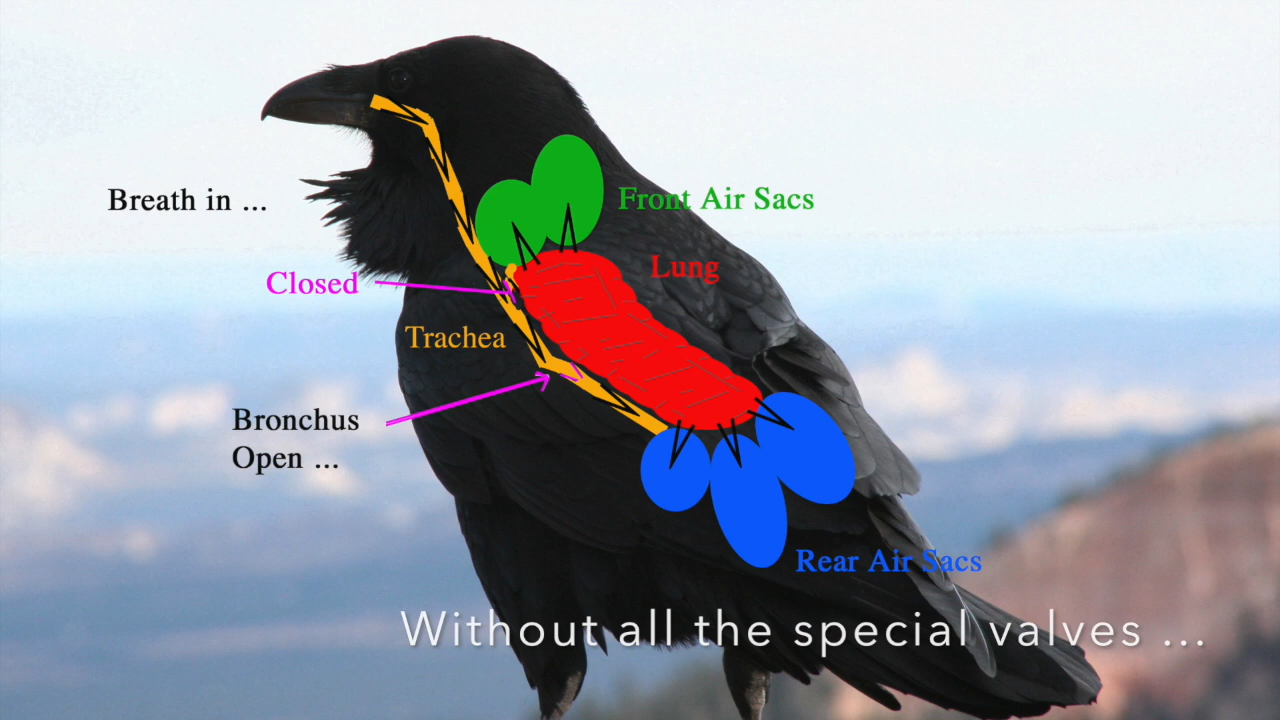 Breath in ...
Front Air Sacs
Lung
Closed
Trachea
Bronchus
Open ...
Rear Air Sacs
Without all the special valves ...